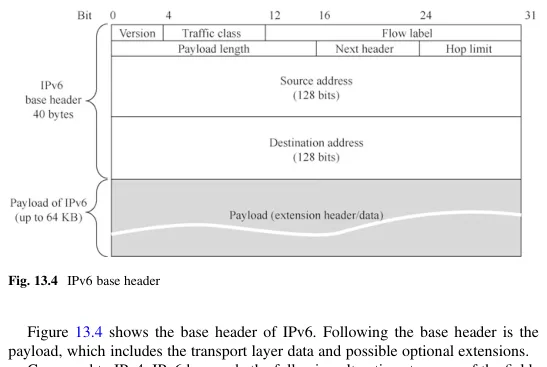 Bit 0 4 12 16 24 31
Version Traffic class Flow label
Payload length Next header Hop limit
IPv6
base header
40 bytes
Source address
(128 bits)
Destination address
(128 bits)
Payload of IPv6
(up to 64 KB)
Payload (extension header/data)
Fig. 13.4 IPv6 base header
Figure 13.4 shows the base header of IPv6. Following the base header is the
payload, which includes the transport layer data and possible optional extensions.